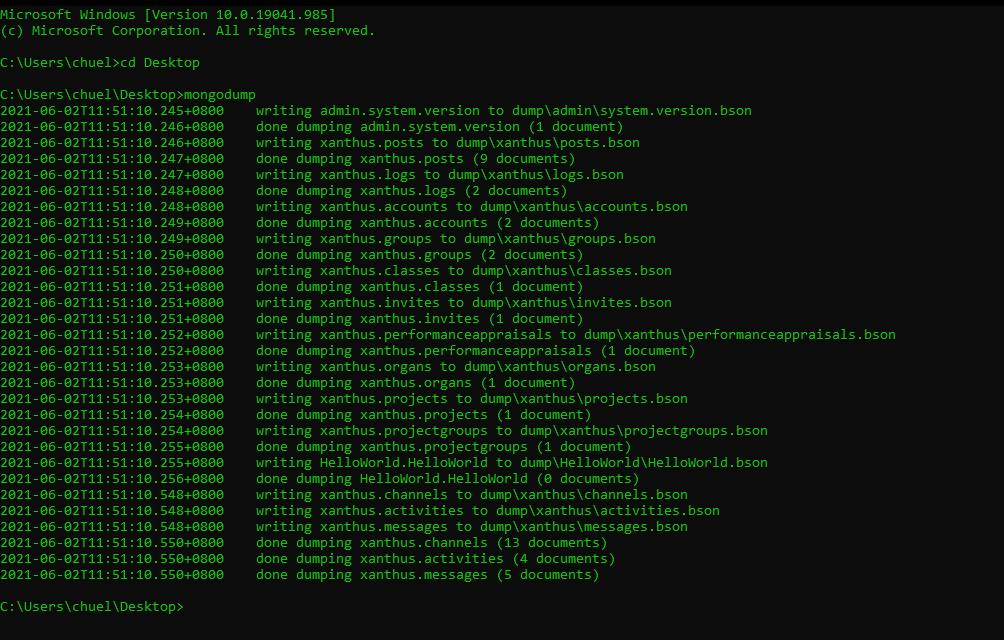 Microsoft Windows [Version 10.0.19041.985]
(c) Microsoft Corporation. All rights reserved.
C:\Users\chuel>cd Desktop
C:\Users\chuel\Desktop>mongodump
2021-06-02T11:51:10.245+0800    writing admin.system.version to dump\admin\system.version.bson
2021-06-02T11:51:10.246+0800    done dumping admin.system.version (1 document)
2021-06-02T11:51:10.246+0800    writing xanthus.posts to dump\xanthus\posts.bson
2021-06-02T11:51:10.247+0800    done dumping xanthus.posts (9 documents)
2021-06-02T11:51:10.247+0800    writing xanthus.logs to dump\xanthus\logs.bson
2021-06-02T11:51:10.248+0800    done dumping xanthus.logs (2 documents)
2021-06-02T11:51:10.248+0800    writing xanthus.accounts to dump\xanthus\accounts.bson
2021-06-02T11:51:10.249+0800    done dumping xanthus.accounts (2 documents)
2021-06-02T11:51:10.249+0800    writing xanthus.groups to dump\xanthus\groups.bson
2021-06-02T11:51:10.250+0800    done dumping xanthus.groups (2 documents)
2021-06-02T11:51:10.250+0800    writing xanthus.classes to dump\xanthus\classes.bson
2021-06-02T11:51:10.251+0800    done dumping xanthus.classes (1 document)
2021-06-02T11:51:10.251+0800    writing xanthus.invites to dump\xanthus\invites.bson
2021-06-02T11:51:10.251+0800    done dumping xanthus.invites (1 document)
2021-06-02T11:51:10.252+0800    writing xanthus.performanceappraisals to dump\xanthus\performanceappraisals.bson
2021-06-02T11:51:10.252+0800    done dumping xanthus.performanceappraisals (1 document)
2021-06-02T11:51:10.253+0800    writing xanthus.organs to dump\xanthus\organs.bson
2021-06-02T11:51:10.253+0800    done dumping xanthus.organs (1 document)
2021-06-02T11:51:10.253+0800    writing xanthus.projects to dump\xanthus\projects.bson
2021-06-02T11:51:10.254+0800    done dumping xanthus.projects (1 document)
2021-06-02T11:51:10.254+0800    writing xanthus.projectgroups to dump\xanthus\projectgroups.bson
2021-06-02T11:51:10.255+0800    done dumping xanthus.projectgroups (1 document)
2021-06-02T11:51:10.255+0800    writing HelloWorld.HelloWorld to dump\HelloWorld\HelloWorld.bson
2021-06-02T11:51:10.256+0800    done dumping HelloWorld.HelloWorld (0 documents)
2021-06-02T11:51:10.548+0800    writing xanthus.channels to dump\xanthus\channels.bson
2021-06-02T11:51:10.548+0800    writing xanthus.activities to dump\xanthus\activities.bson
2021-06-02T11:51:10.548+0800    writing xanthus.messages to dump\xanthus\messages.bson
2021-06-02T11:51:10.550+0800    done dumping xanthus.channels (13 documents)
2021-06-02T11:51:10.550+0800    done dumping xanthus.activities (4 documents)
2021-06-02T11:51:10.550+0800    done dumping xanthus.messages (5 documents)
C:\Users\chuel\Desktop>